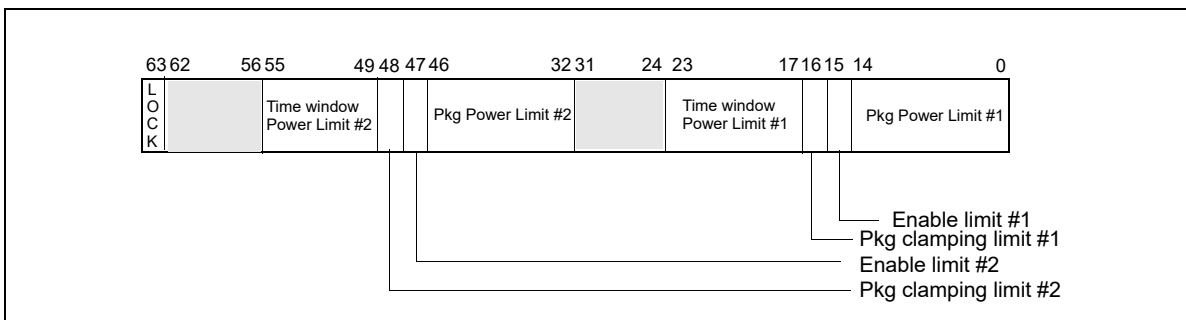 63 62 56 55 49 48 47 46 32 31 24 23 17 16 15 14 0
L
O
C
K
Time window
Power Limit #2
Pkg Power Limit #2
Time window
Power Limit #1
Pkg Power Limit #1
Enable limit #1
Pkg clamping limit #1
Enable limit #2
Pkg clamping limit #2